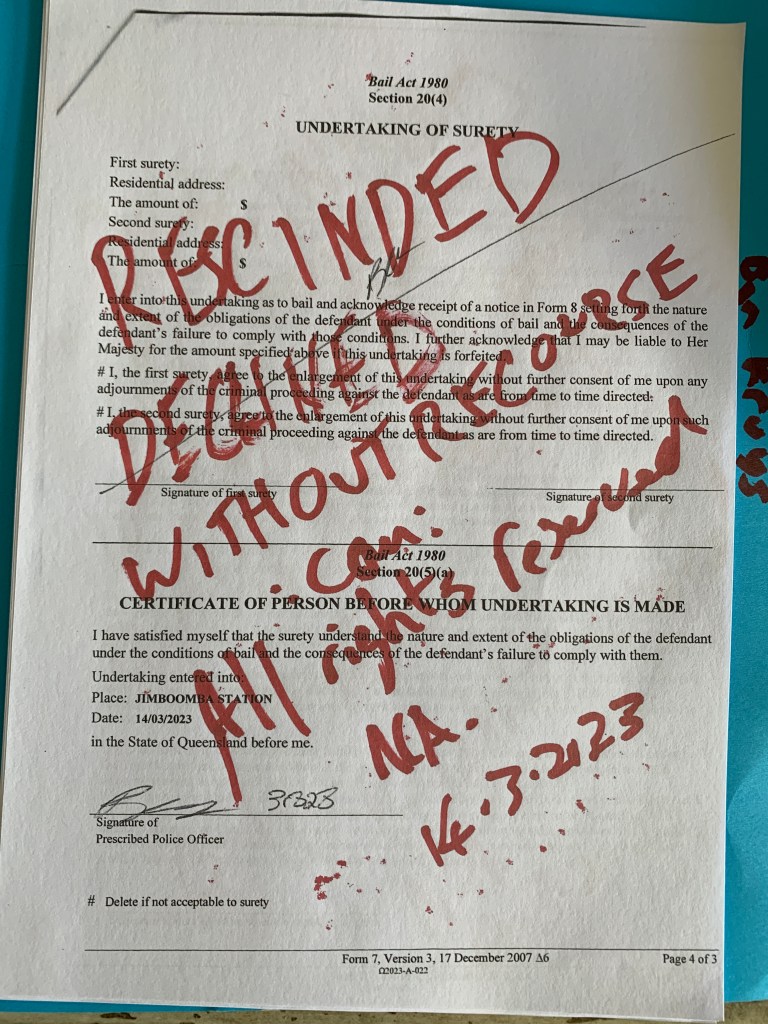 Bail Act 1980
Section 20(4)
UNDERTAKING OF SURETY
First surety:
Residential address:
The amount of: $
Second surety:
Residential address:
The amount of: $
RESCINDED
I enter into this undertaking as to bail and acknowledge receipt of a notice in Form 8 setting forth the nature
and extent of the obligations of the defendant under the conditions of bail and the consequences of the
defendant's failure to comply with those conditions. I further acknowledge that I may be liable to Her
Majesty for the amount specified above if this undertaking is forfeited.
DECLINED
# I, the first surety, agree to the enlargement of this undertaking without further consent of me upon any
adjournments of the criminal proceeding against the defendant as are from time to time directed.
# I, the second surety, agree to the enlargement of this undertaking without further consent of me upon such
adjournments of the criminal proceeding against the defendant as are from time to time directed.
WITHOUT RECOURSE
Signature of first surety
Signature of second surety
Bail Act 1980
Section 20(5)(a)
CERTIFICATE OF PERSON BEFORE WHOM UNDERTAKING IS MADE
All rights reserved
I have satisfied myself that the surety understand the nature and extent of the obligations of the defendant
under the conditions of bail and the consequences of the defendant's failure to comply with them.
Undertaking entered into:
Place: JIMBOOMBA STATION
Date: 14/03/2023
in the State of Queensland before me.
14.3.2023
Signature of
Prescribed Police Officer
# Delete if not acceptable to surety
Form 7, Version 3, 17 December 2007 Δ6
Page 4 of 3
Ω2023-A-022